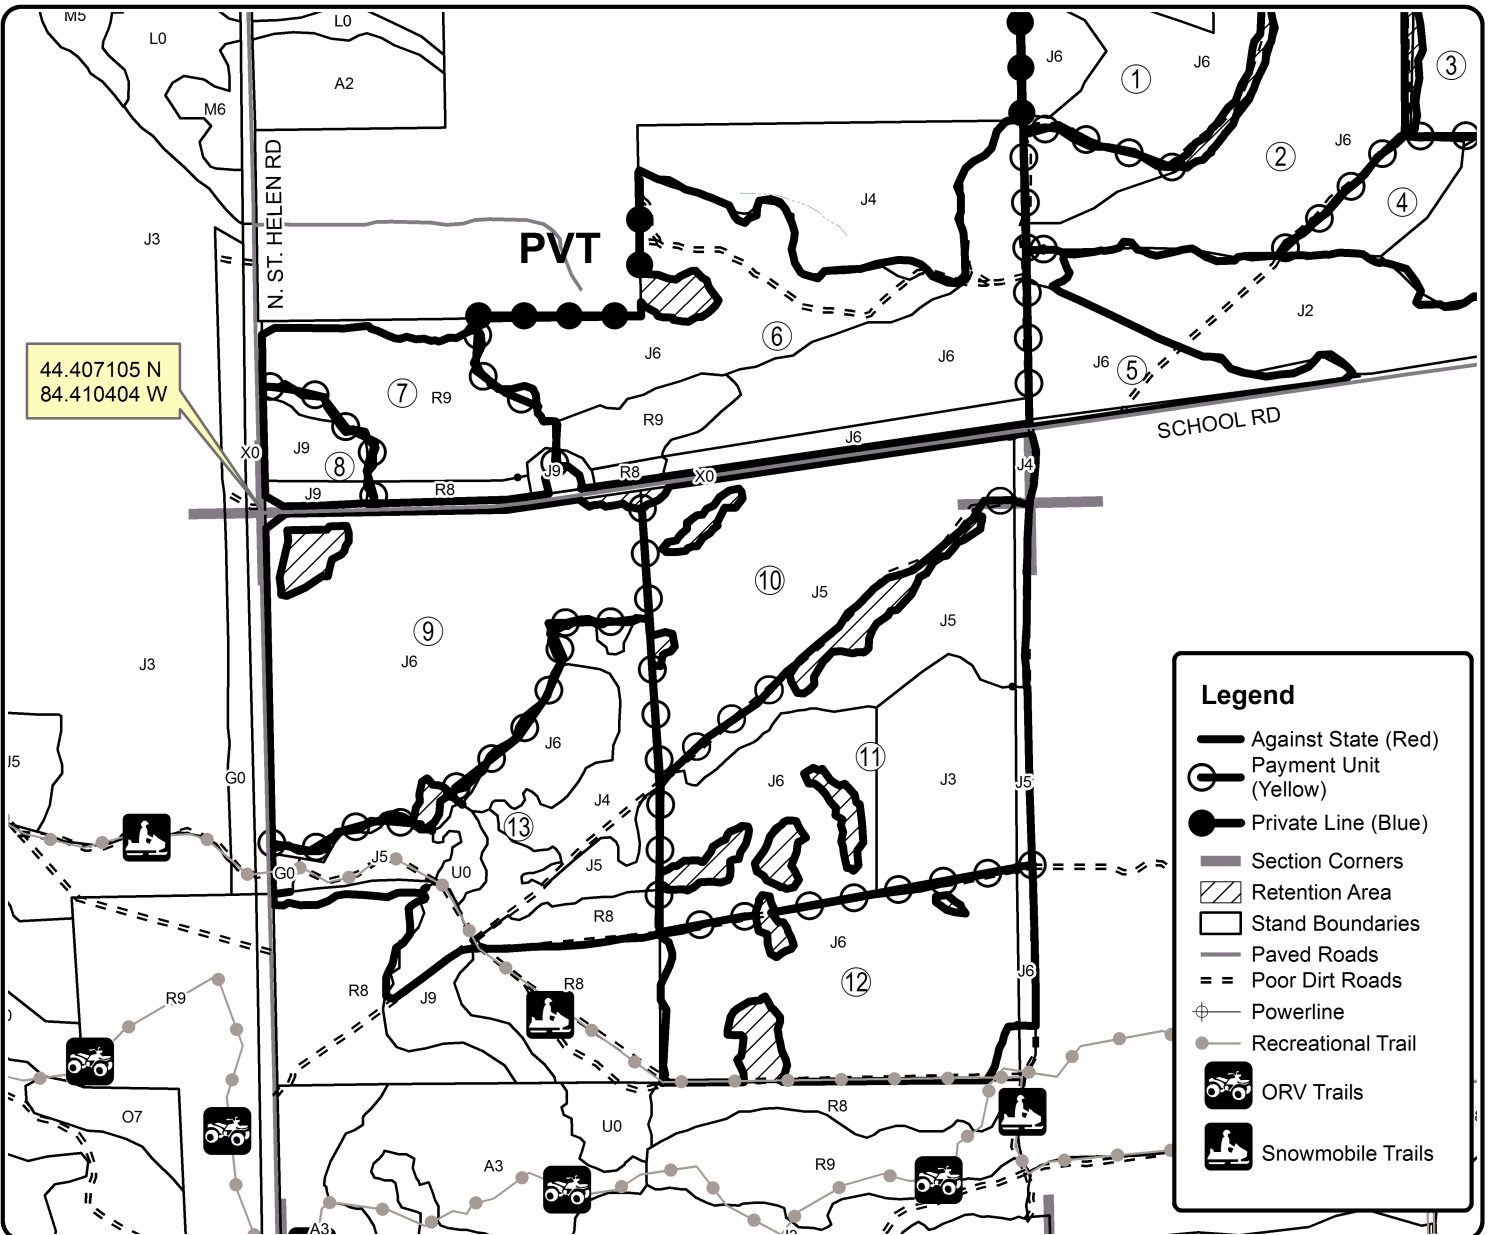 M5
L0
L0
J6
J6
1
3
A2
M6
J6
2
N. ST. HELEN RD
J4
4
J3
PVT
J2
6
J6
J6
J6
5
44.407105 N
84.410404 W
7
R9
R9
SCHOOL RD
J6
J9
X0
8
J4
J9
R8
X0
J9
R8
10
J5
J5
9
J6
J3
Legend
Against State (Red)
Payment Unit
(Yellow)
Private Line (Blue)
Section Corners
Retention Area
Stand Boundaries
Paved Roads
Poor Dirt Roads
Powerline
Recreational Trail
ORV Trails
Snowmobile Trails
J6
11
J5
G0
J6
J3
J5
J4
13
J5
J5
G0
U0
R8
J6
J6
12
R8
R8
R9
J9
O7
R8
U0
A3
R9
A3